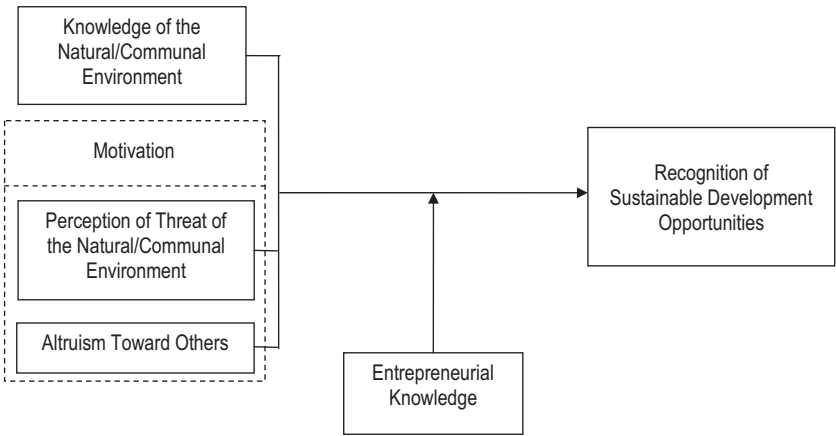 Knowledge of the
Natural/Communal
Environment
Motivation
Perception of Threat of
the Natural/Communal
Environment
Altruism Toward Others
Entrepreneurial
Knowledge
Recognition of
Sustainable Development
Opportunities